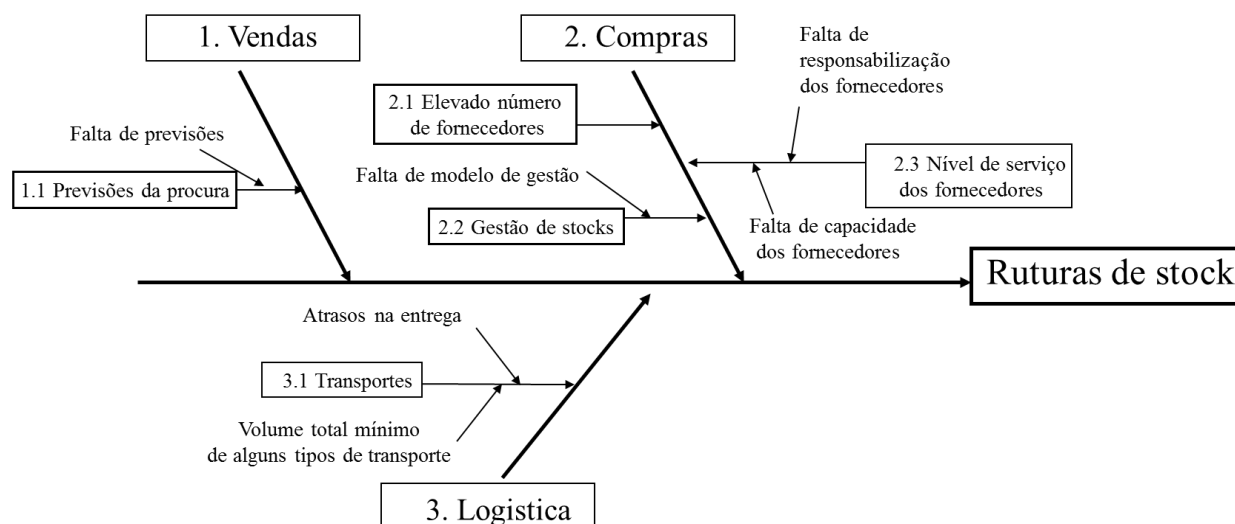 1. Vendas
2. Compras
Falta de
responsabilização
dos fornecedores
2.1 Elevado número
de fornecedores
Falta de previsões
1.1 Previsões da procura
Falta de modelo de gestão
2.2 Gestão de stocks
2.3 Nível de serviço
dos fornecedores
Falta de capacidade
dos fornecedores
Ruturas de stock
Atrasos na entrega
3.1 Transportes
Volume total mínimo
de alguns tipos de transporte
3. Logistica